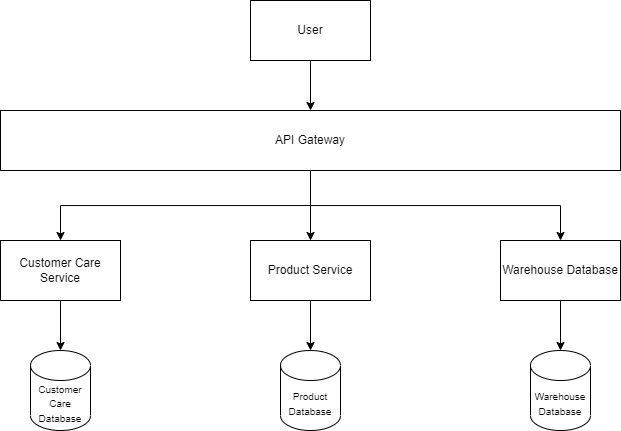 User
API Gateway
Customer Care
Service
Product Service
Warehouse Database
Customer
Care
Database
Product
Database
Warehouse
Database